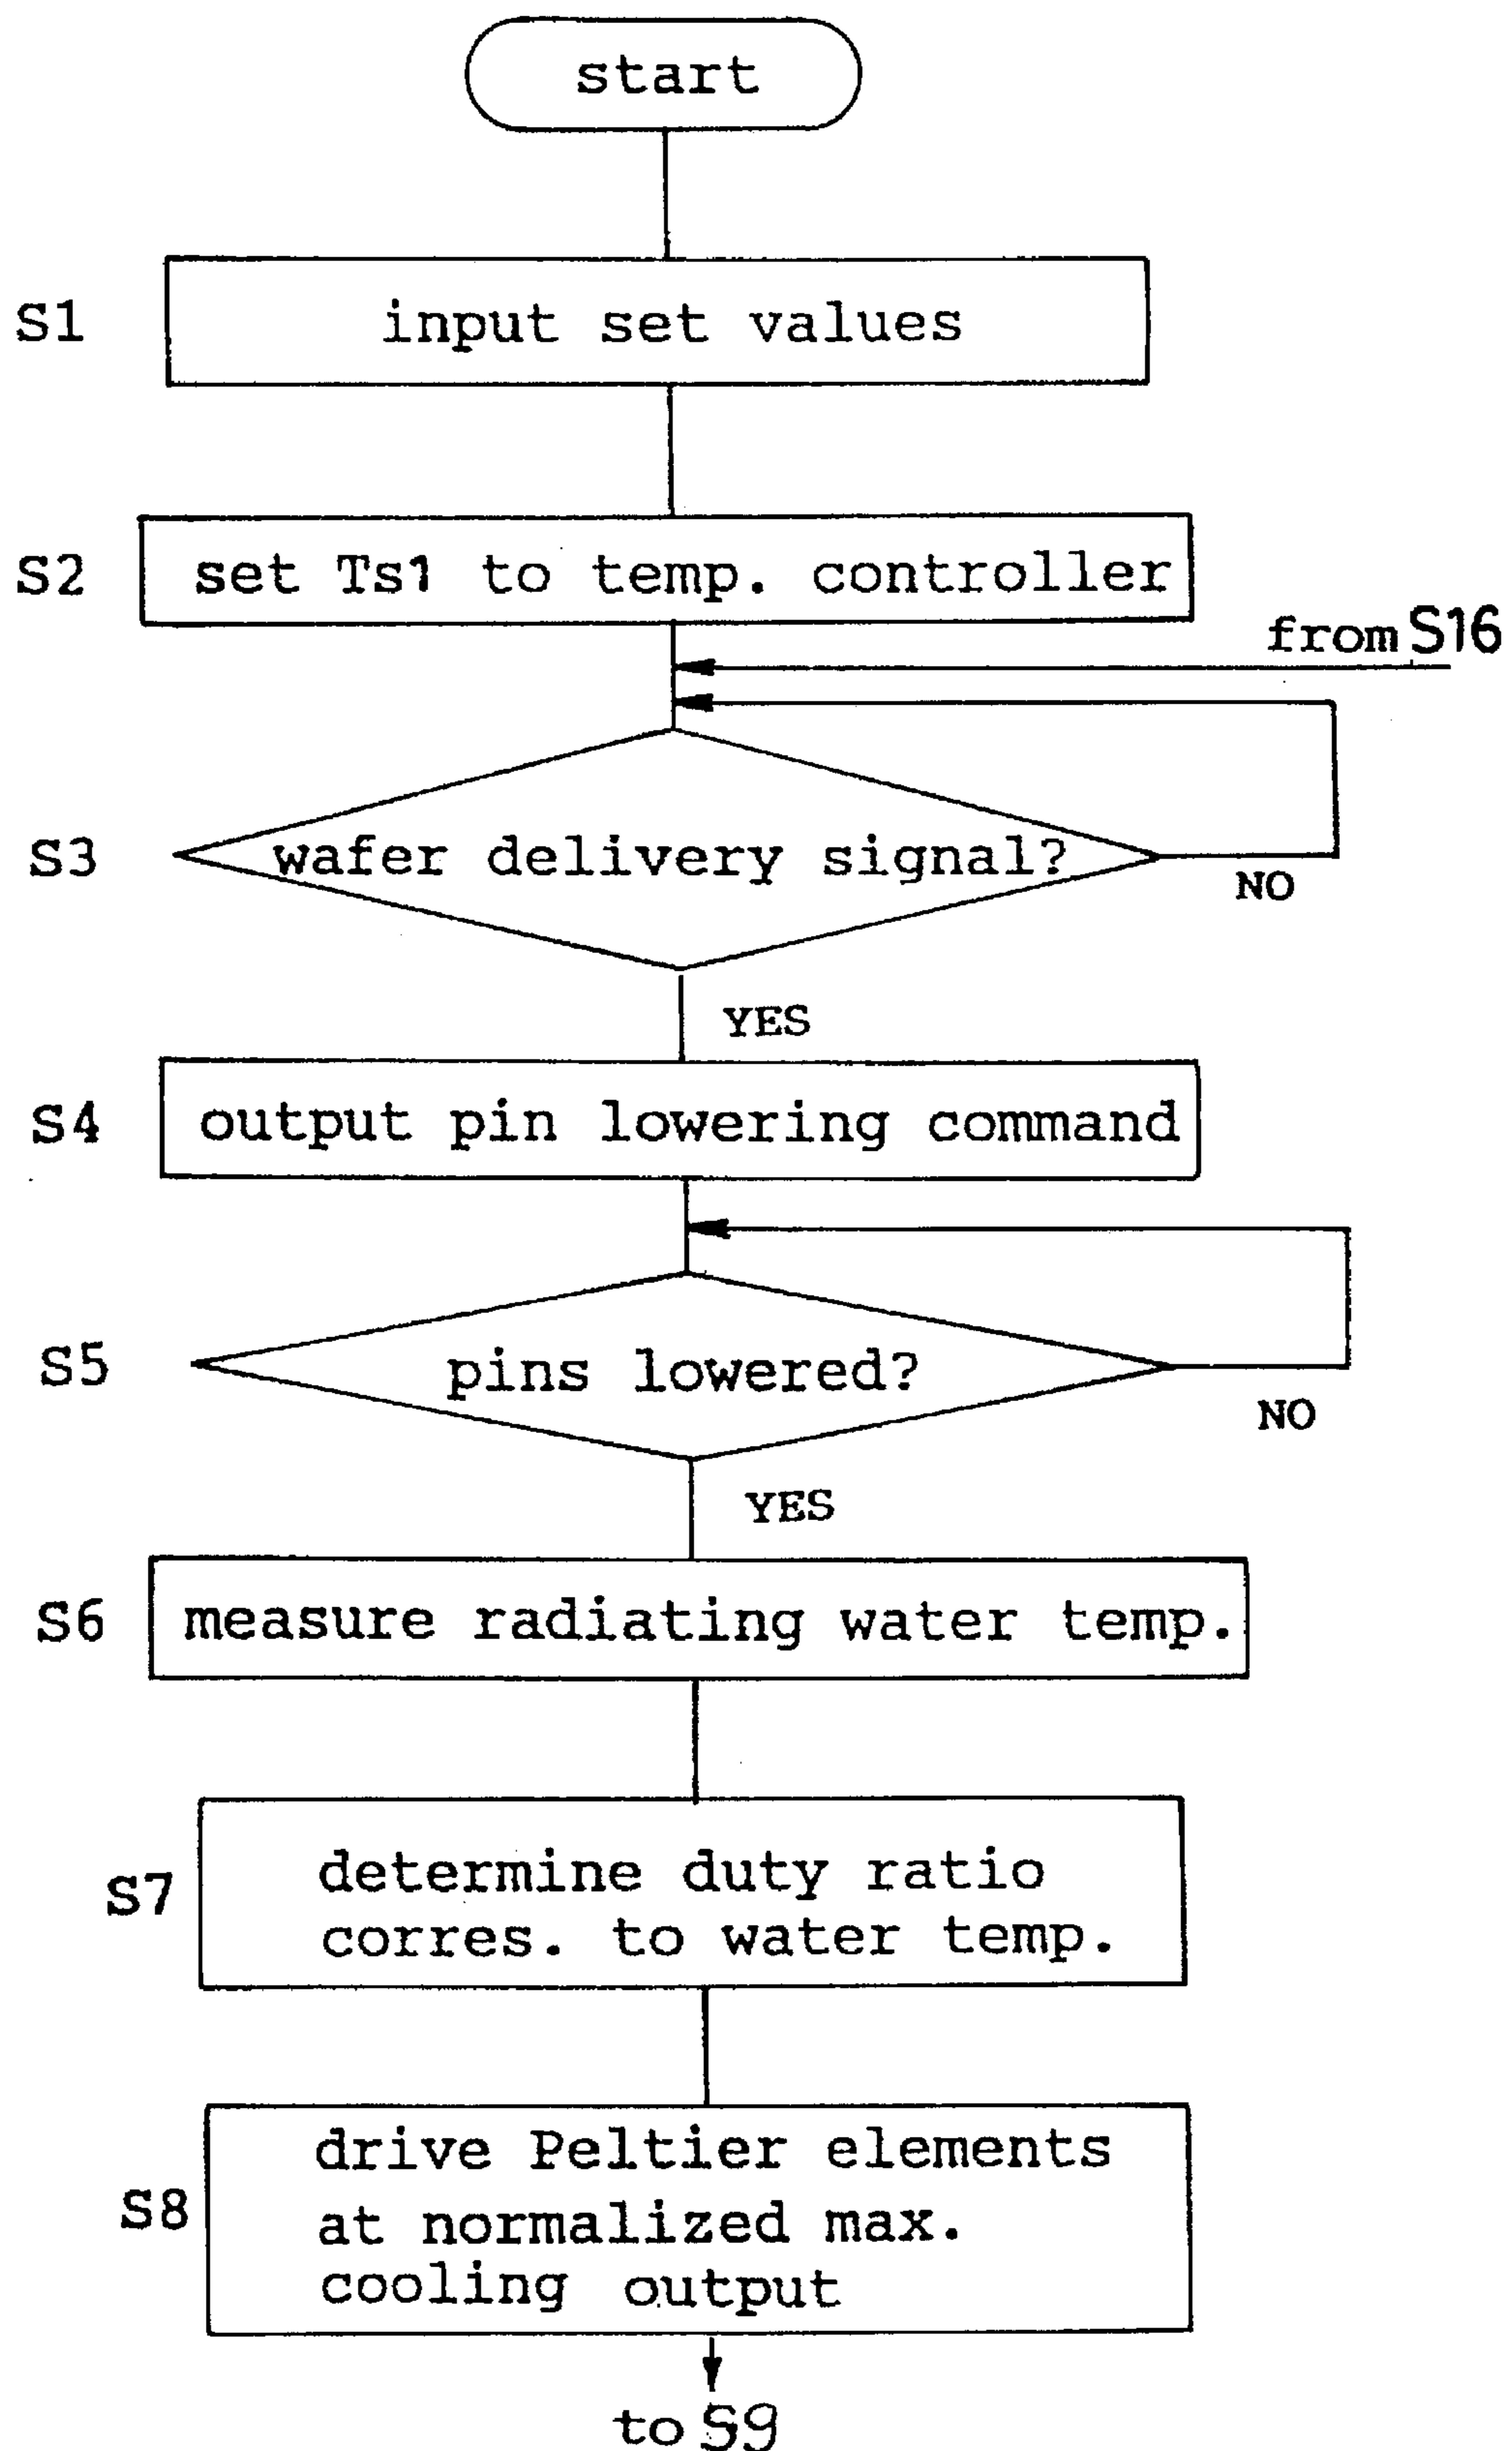 start
S1
input set values
S2
set Ts1 to temp. controller
from S16
S3
wafer delivery signal?
NO
YES
S4
output pin lowering command
S5
pins lowered?
NO
YES
S6
measure radiating water temp.
S7
determine duty ratio
corres. to water temp.
S8
drive Peltier elements
at normalized max.
cooling output
to S9